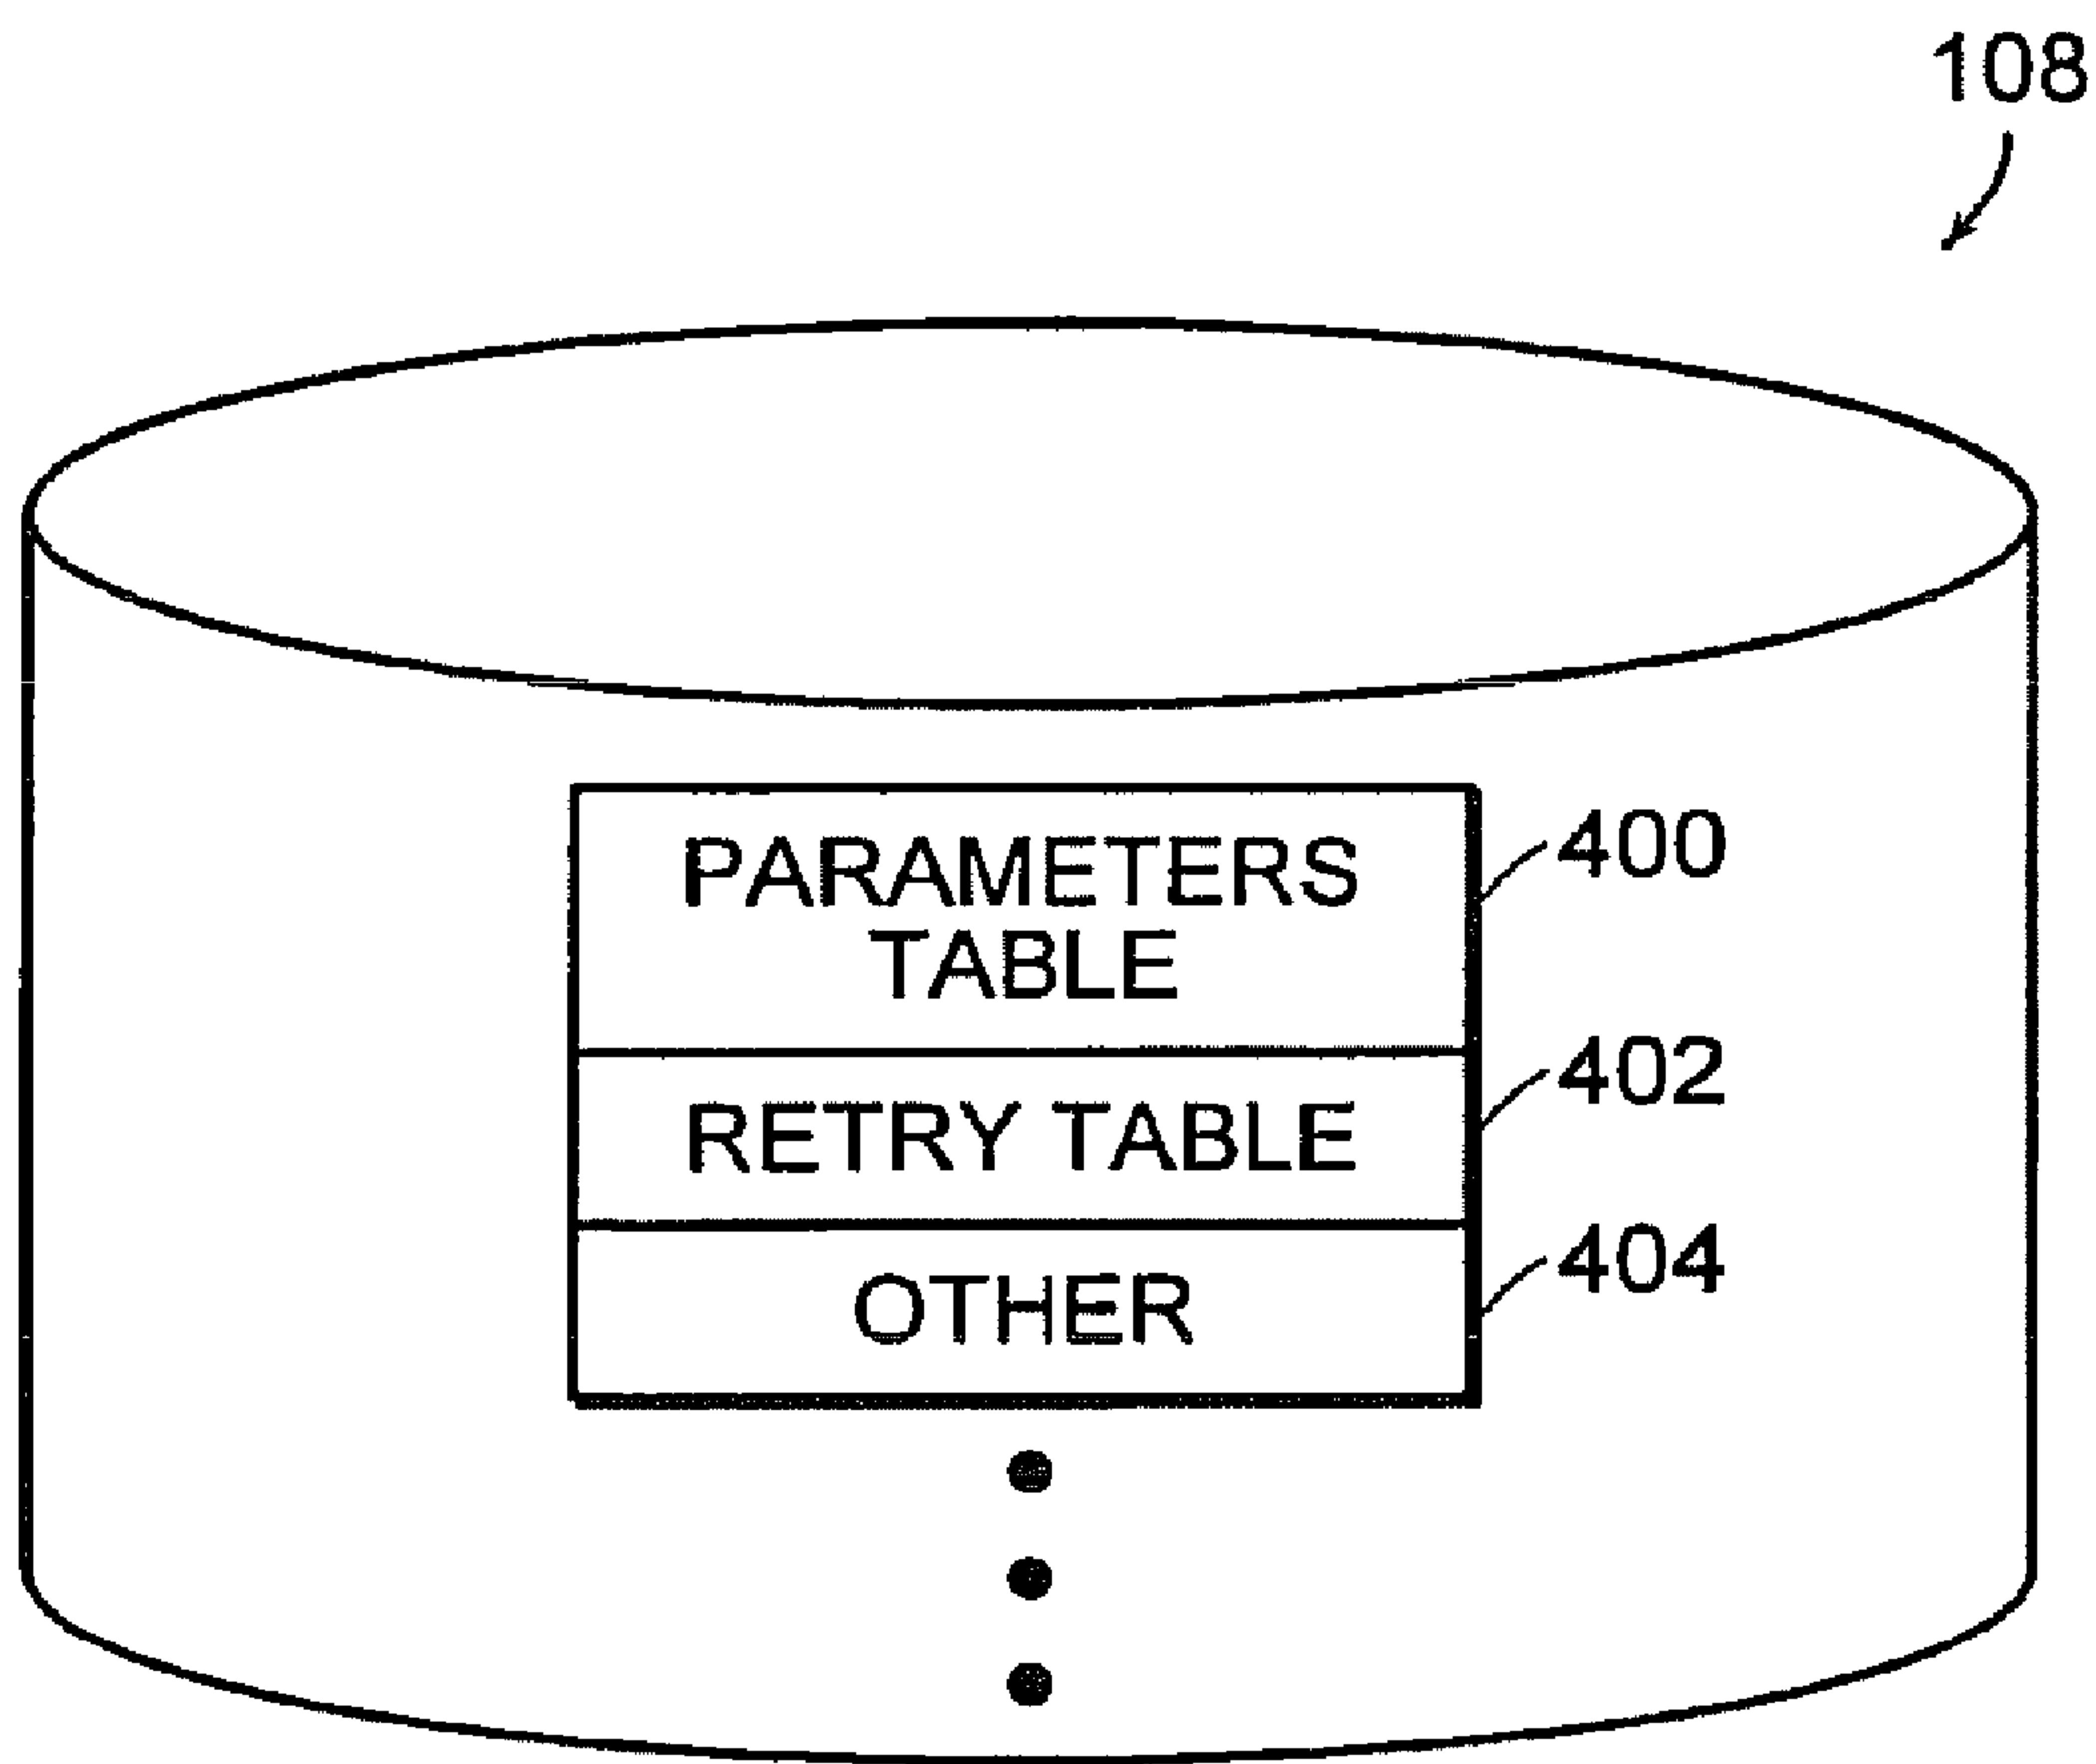 108
PARAMETERS
TABLE
400
RETRY TABLE
402
OTHER
404